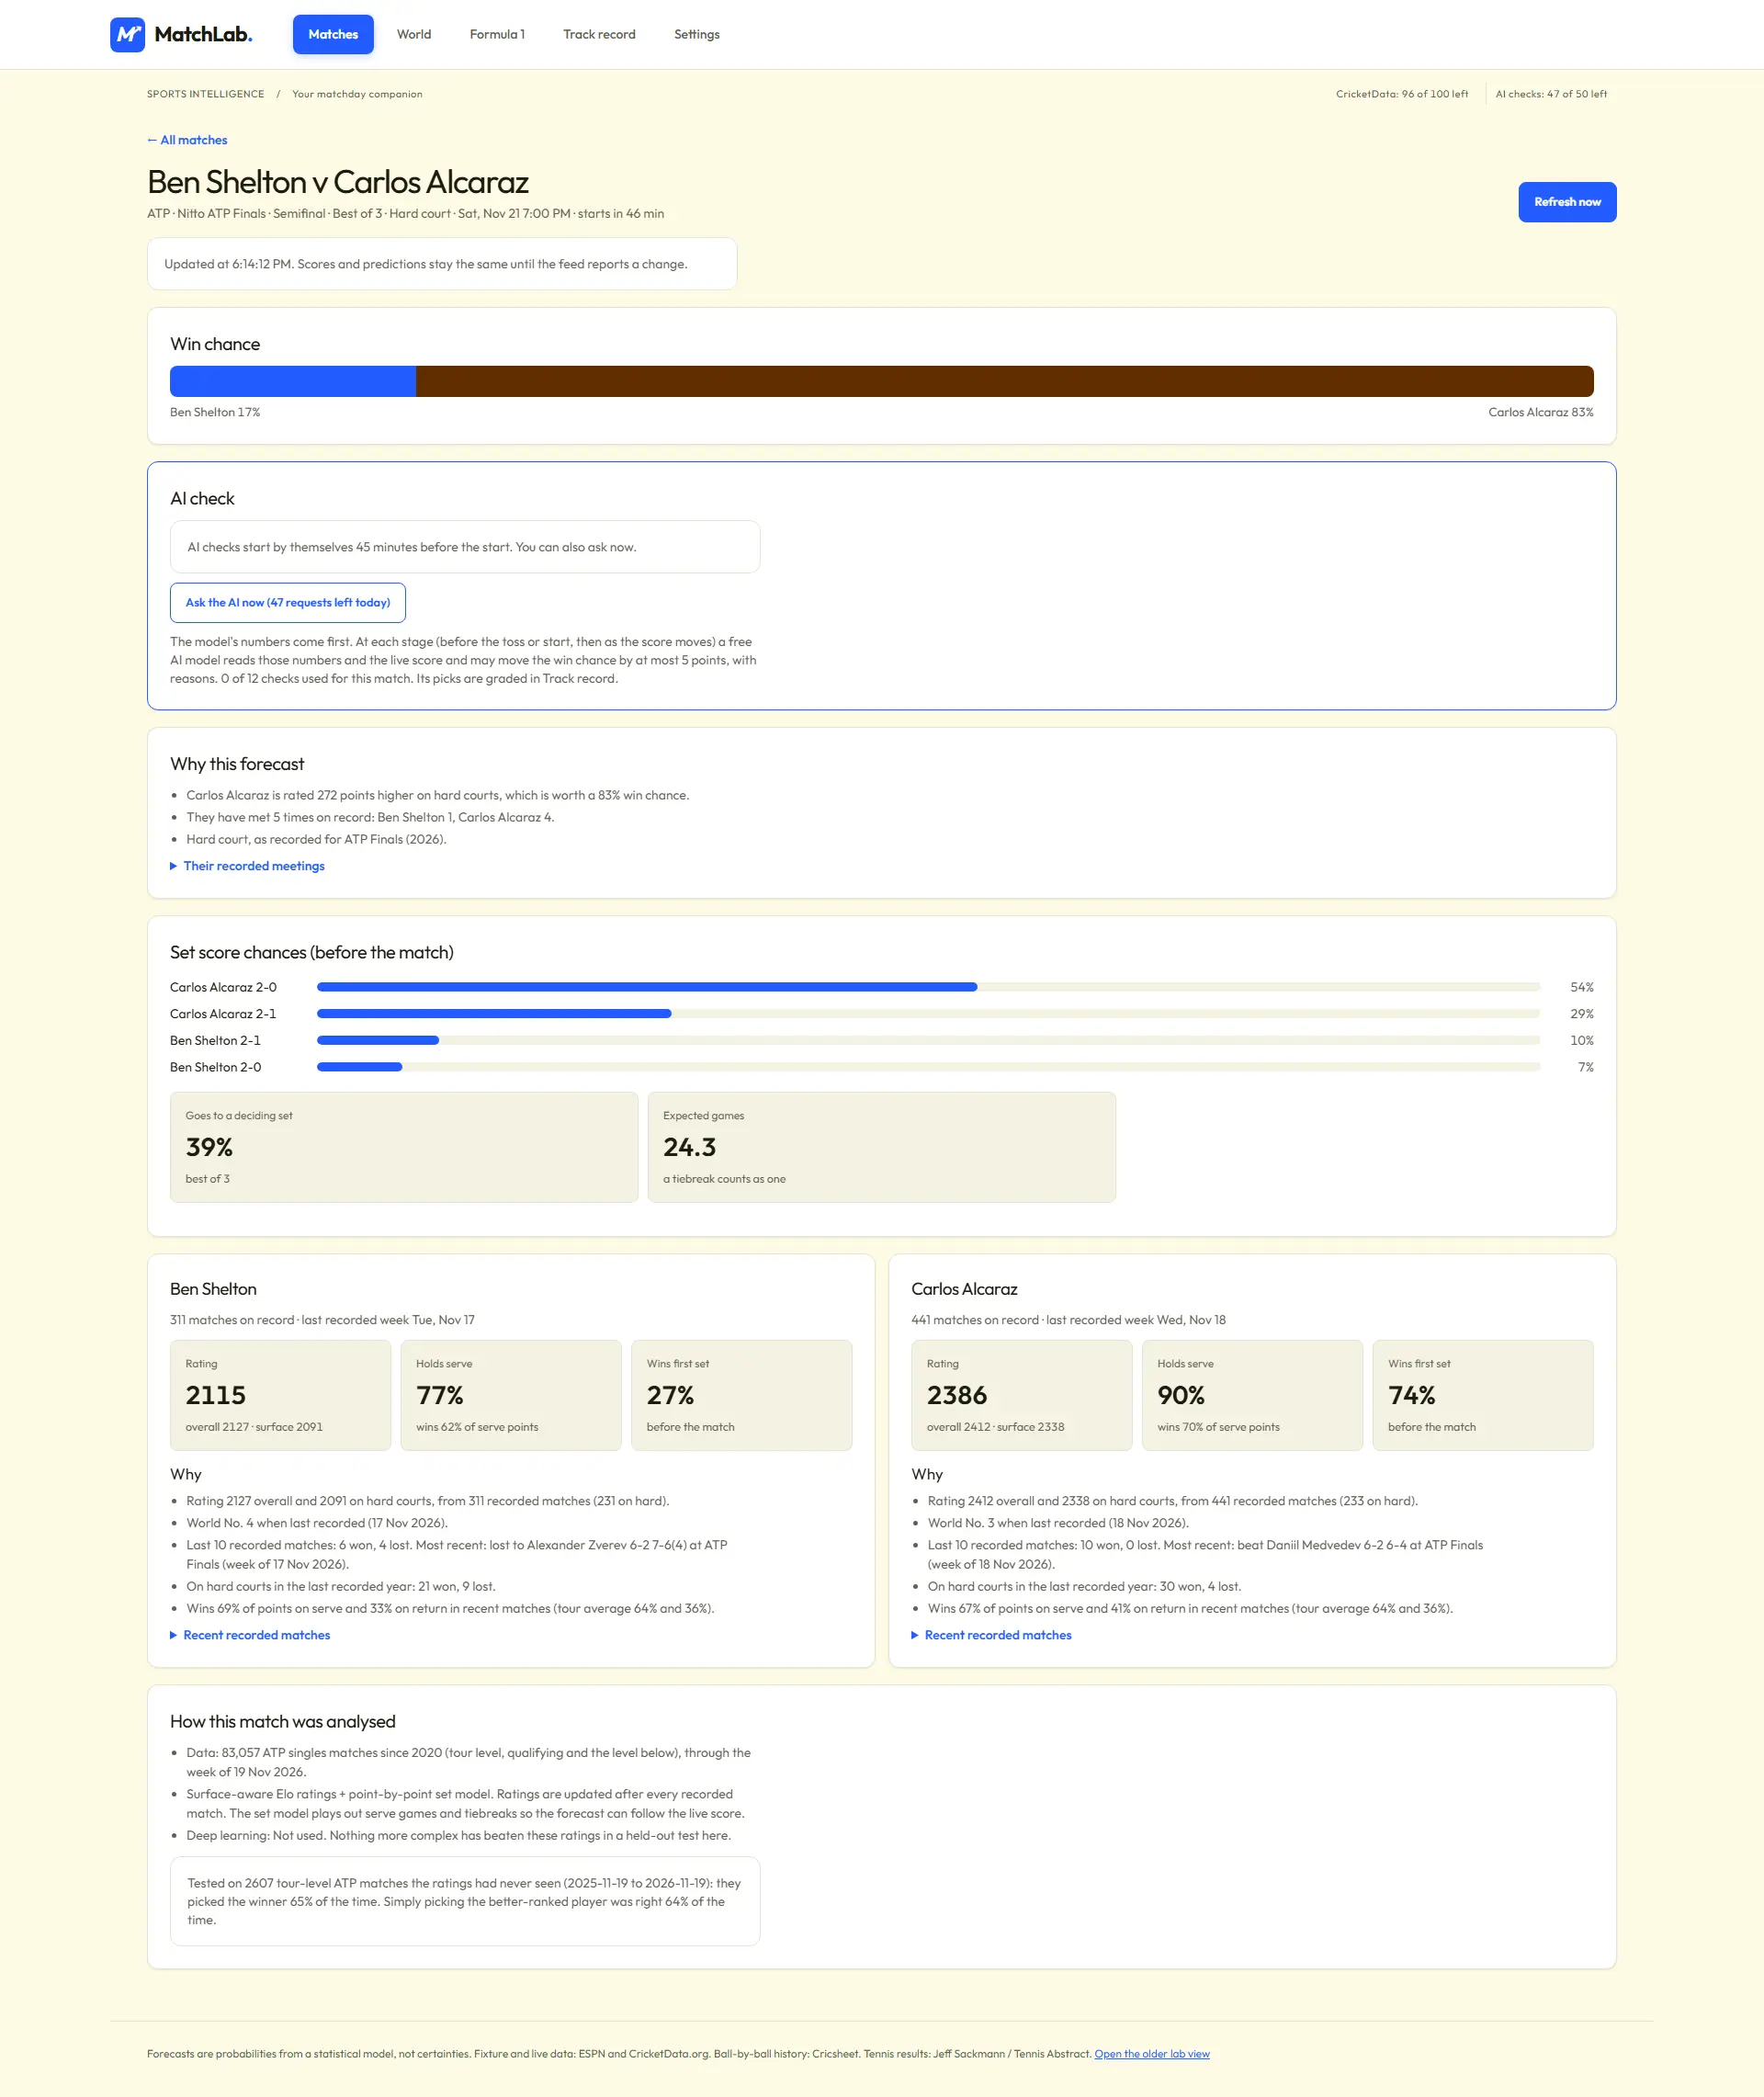 MatchLab.
Matches
World
Formula 1
Track record
Settings
SPORTS INTELLIGENCE / Your matchday companion
CricketData: 96 of 100 left
AI checks: 47 of 50 left
← All matches
Ben Shelton v Carlos Alcaraz
ATP · Nitto ATP Finals · Semifinal · Best of 3 · Hard court · Sat, Nov 21 7:00 PM · starts in 46 min
Refresh now
Updated at 6:14:12 PM. Scores and predictions stay the same until the feed reports a change.
Win chance
Ben Shelton 17%
Carlos Alcaraz 83%
AI check
AI checks start by themselves 45 minutes before the start. You can also ask now.
Ask the AI now (47 requests left today)
The model's numbers come first. At each stage (before the toss or start, then as the score moves) a free
AI model reads those numbers and the live score and may move the win chance by at most 5 points, with
reasons. 0 of 12 checks used for this match. Its picks are graded in Track record.
Why this forecast
• Carlos Alcaraz is rated 272 points higher on hard courts, which is worth a 83% win chance.
• They have met 5 times on record: Ben Shelton 1, Carlos Alcaraz 4.
• Hard court, as recorded for ATP Finals (2026).
▶ Their recorded meetings
Set score chances (before the match)
Carlos Alcaraz 2-0 54%
Carlos Alcaraz 2-1 29%
Ben Shelton 2-1 10%
Ben Shelton 2-0 7%
Goes to a deciding set
39%
best of 3
Expected games
24.3
a tiebreak counts as one
Ben Shelton
311 matches on record · last recorded week Tue, Nov 17
Rating
2115
overall 2127 · surface 2091
Holds serve
77%
wins 62% of serve points
Wins first set
27%
before the match
Why
• Rating 2127 overall and 2091 on hard courts, from 311 recorded matches (231 on hard).
• World No. 4 when last recorded (17 Nov 2026).
• Last 10 recorded matches: 6 won, 4 lost. Most recent: lost to Alexander Zverev 6-2 7-6(4) at ATP
Finals (week of 17 Nov 2026).
• On hard courts in the last recorded year: 21 won, 9 lost.
• Wins 69% of points on serve and 33% on return in recent matches (tour average 64% and 36%).
▶ Recent recorded matches
Carlos Alcaraz
441 matches on record · last recorded week Wed, Nov 18
Rating
2386
overall 2412 · surface 2338
Holds serve
90%
wins 70% of serve points
Wins first set
74%
before the match
Why
• Rating 2412 overall and 2338 on hard courts, from 441 recorded matches (233 on hard).
• World No. 3 when last recorded (18 Nov 2026).
• Last 10 recorded matches: 10 won, 0 lost. Most recent: beat Daniil Medvedev 6-2 6-4 at ATP Finals
(week of 18 Nov 2026).
• On hard courts in the last recorded year: 30 won, 4 lost.
• Wins 67% of points on serve and 41% on return in recent matches (tour average 64% and 36%).
▶ Recent recorded matches
How this match was analysed
• Data: 83,057 ATP singles matches since 2020 (tour level, qualifying and the level below), through the
week of 19 Nov 2026.
• Surface-aware Elo ratings + point-by-point set model. Ratings are updated after every recorded
match. The set model plays out serve games and tiebreaks so the forecast can follow the live score.
• Deep learning: Not used. Nothing more complex has beaten these ratings in a held-out test here.
Tested on 2607 tour-level ATP matches the ratings had never seen (2025-11-19 to 2026-11-19): they
picked the winner 65% of the time. Simply picking the better-ranked player was right 64% of the
time.
Forecasts are probabilities from a statistical model, not certainties. Fixture and live data: ESPN and CricketData.org. Ball-by-ball history: Cricsheet. Tennis results: Jeff Sackmann / Tennis Abstract. Open the older lab view